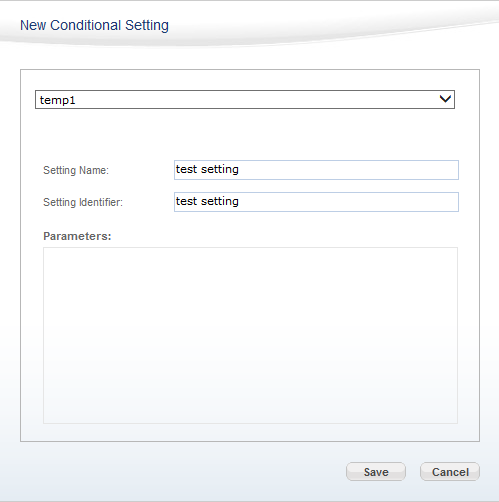 New Conditional Setting
temp1
Setting Name: test setting
Setting Identifier: test setting
Parameters:
Save Cancel